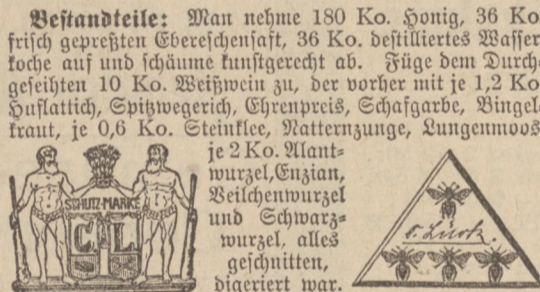 Bestandteile: Man nehme 180 Ko. Honig, 36 Ko
frisch gepreßten Ebereschensaft, 36 Ko. destilliertes Wasser
koche auf und schäume kunstgerecht ab. Füge dem Durch-
geseihten 10 Ko. Weißwein zu, der vorher mit je 1,2 Ko
Huflattich, Spitzwegerich, Ehrenpreis, Schafgarbe, Bingel-
kraut, je 0,6 Ko. Steinklee, Natternzunge, Lungenmoos
je 2 Ko. Alant-
wurzel, Enzian,
Veilchenwurzel
und Schwarz-
wurzel, alles
geschnitten,
digeriert war.
SCHUTZ-MARKE
C L
C. Lück